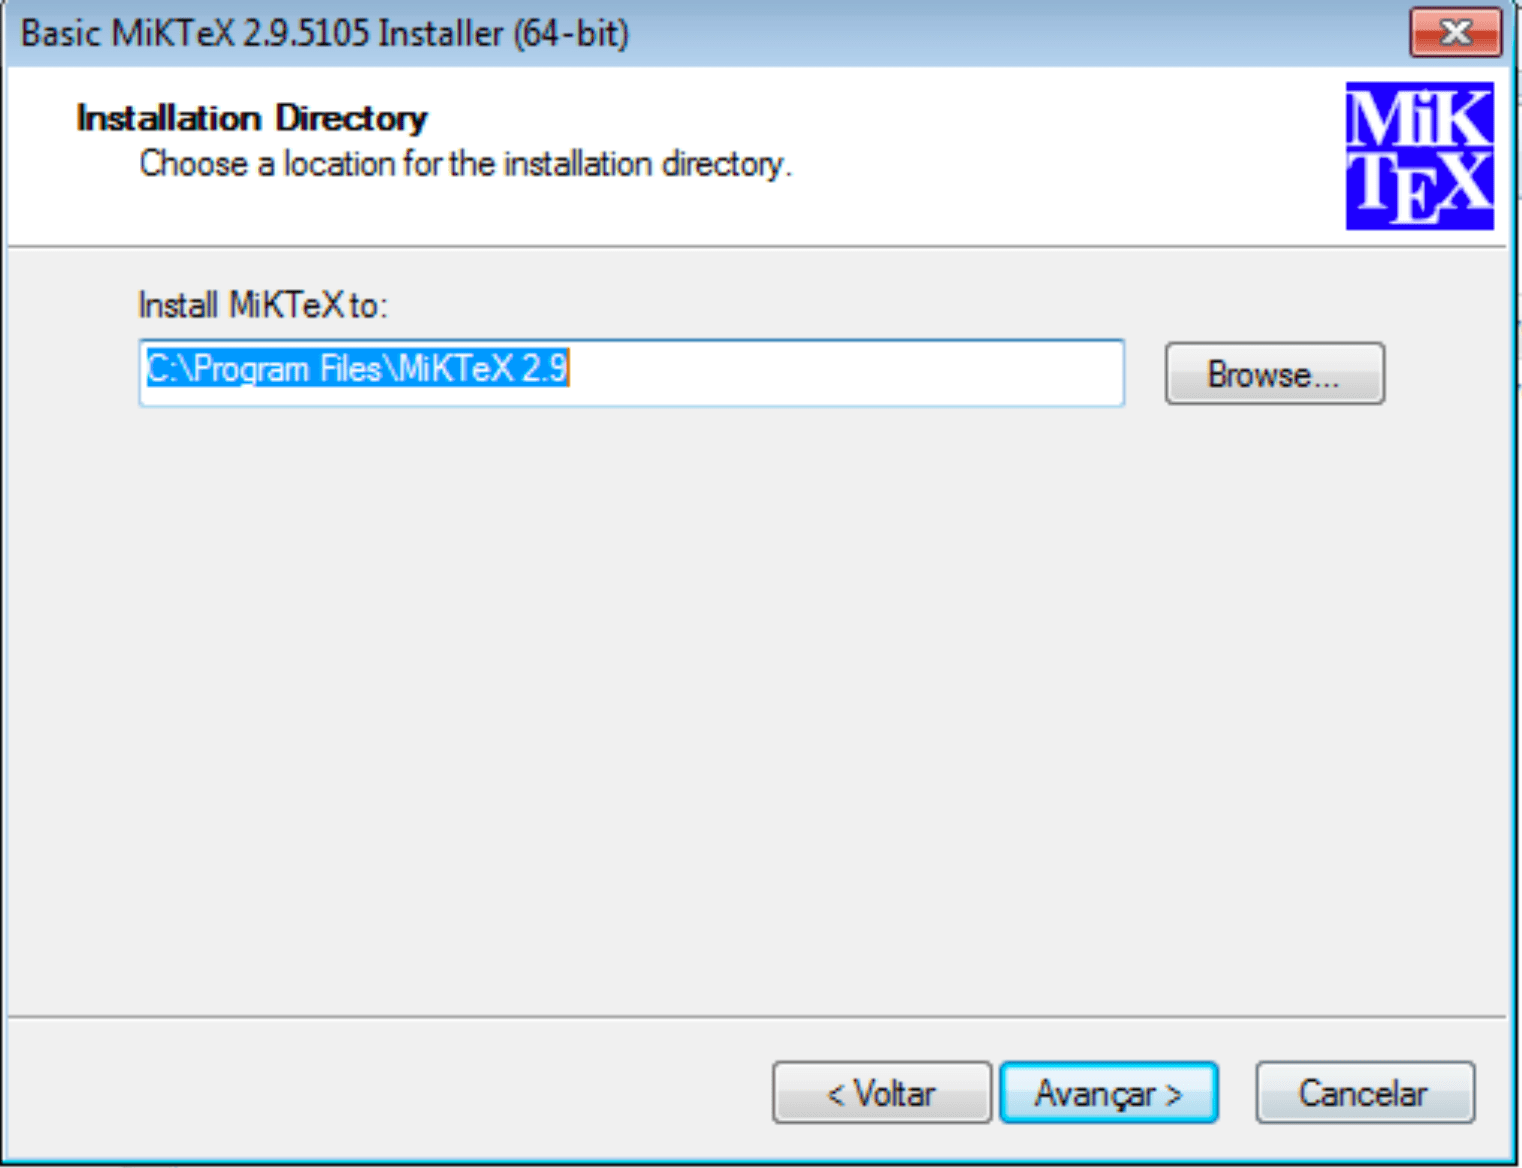 Basic MiKTeX 2.9.5105 Installer (64-bit)
Installation Directory
Choose a location for the installation directory.
MiK
TEX
Install MiKTeX to:
C:\Program Files\MiKTeX 2.9
Browse...
< Voltar
Avançar >
Cancelar